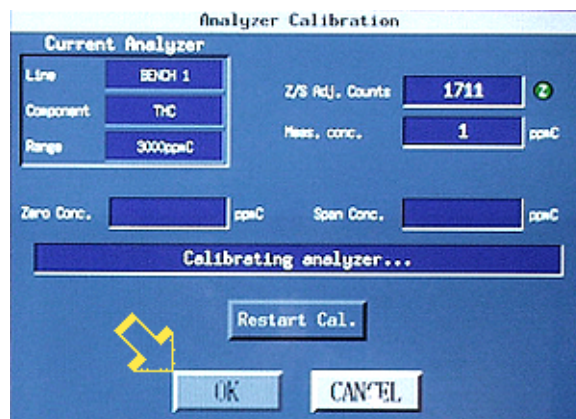 Analyzer Calibration
Current Analyzer
Line BENCH 1
Component THC
Range 3000ppmC
Z/S Adj. Counts 1711 Z
Meas. conc. 1 ppmC
Zero Conc. ppmC
Span Conc. ppmC
Calibrating analyzer...
Restart Cal.
OK
CANCEL